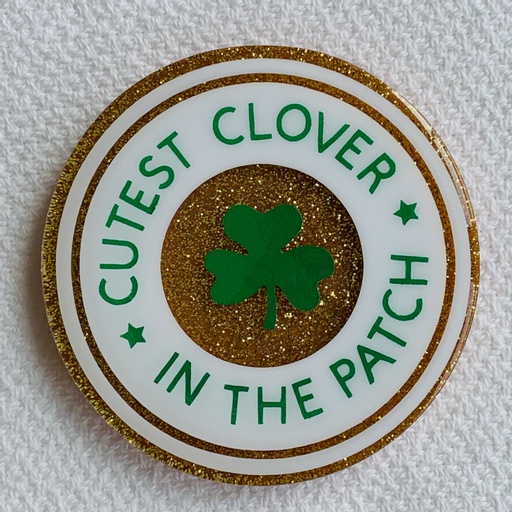 CUTEST CLOVER
IN THE PATCH